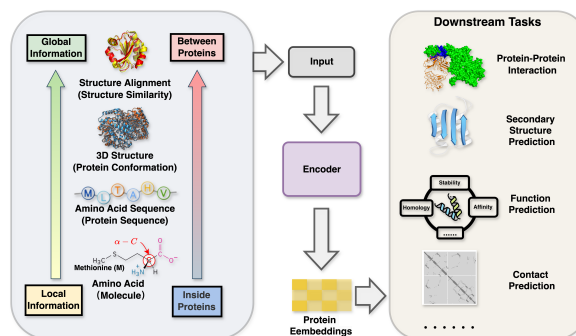 Global
Information
Between
Proteins
Structure Alignment
(Structure Similarity)
3D Structure
(Protein Conformation)
M L T A H V
Amino Acid Sequence
(Protein Sequence)
α – C
H₃C
S
C
O
O⁻
H
H₃N
+
Methionine (M)
Amino Acid
(Molecule)
Local
Information
Inside
Proteins
Input
Encoder
Protein
Eembeddings
Downstream Tasks
Protein-Protein
Interaction
Secondary
Structure
Prediction
Stability
Homology
Affinity
......
Function
Prediction
Contact
Prediction
......